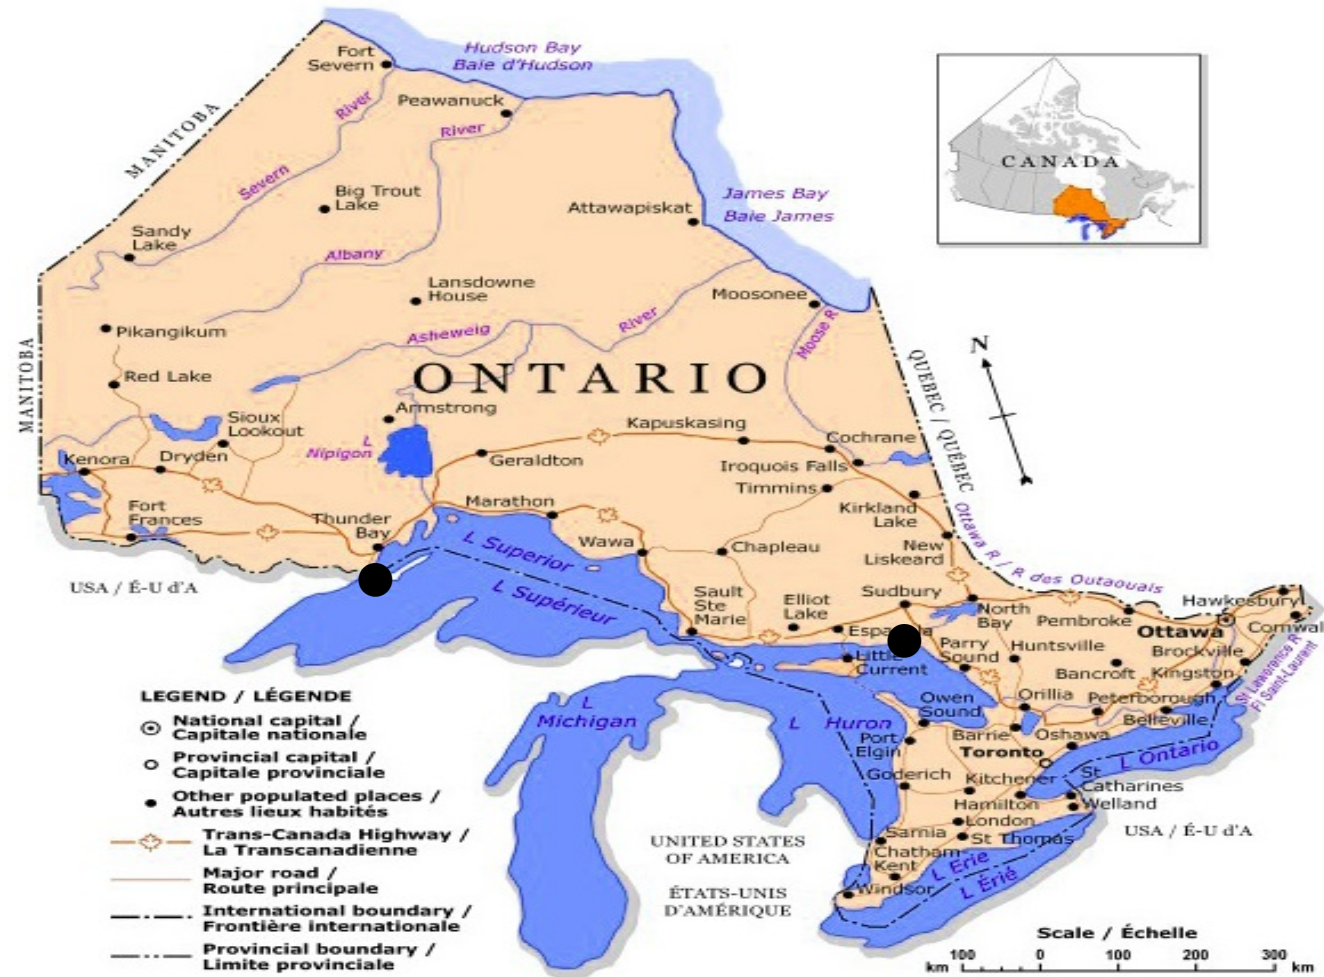 Hudson Bay
Baie d'Hudson
Fort
Severn
Peawanuck
River
River
MANITOBA
Severn
Big Trout
Lake
Attawapiskat
James Bay
Baie James
CANADA
Sandy
Lake
Albany
Lansdowne
House
Moosonee
Pikangikum
Asheweig
River
Moose R
N
MANITOBA
Red Lake
ONTARIO
QUEBEC / QUÉBEC
Sioux
Lookout
Armstrong
Kapuskasing
Cochrane
L
Nipigon
Kenora
Dryden
Geraldton
Iroquois Falls
Timmins
Fort
Frances
Thunder
Bay
Marathon
Kirkland
Lake
Ottawa R / R des Outaouais
L Superior
Wawa
Chapleau
New
Liskeard
USA / É-U d'A
L Supérieur
Sault
Ste
Marie
Elliot
Lake
Sudbury
North
Bay
Pembroke
Hawkesbury
Ottawa
Cornwal
Little
Current
Parry
Sound
Huntsville
Brockville
Bancroft
Kingston
St Lawrence R
Fl Saint-Laurent
LEGEND / LÉGENDE
National capital /
Capitale nationale
Provincial capital /
Capitale provinciale
Other populated places /
Autres lieux habités
Trans-Canada Highway /
La Transcanadienne
Major road /
Route principale
International boundary /
Frontière internationale
Provincial boundary /
Limite provinciale
L
Michigan
L Huron
Owen
Sound
Orillia
Peterborough
Belleville
Port
Elgin
Barrie
Oshawa
Toronto
L Ontario
Goderich
Kitchener
St
Catharines
Hamilton
Welland
London
UNITED STATES
OF AMERICA
Sarnia
St Thomas
USA / É-U d'A
Chatham
Kent
L Erie
L Érié
Windsor
ÉTATS-UNIS
D'AMÉRIQUE
Scale / Échelle
100 0 100 200 300
km km